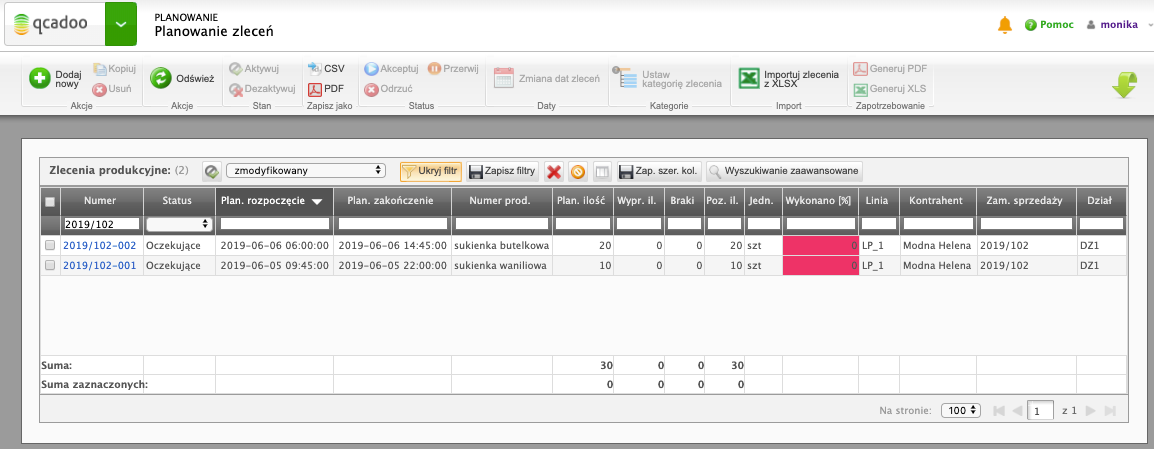 qcadoo
PLANOWANIE
Planowanie zleceń
Pomoc
monika
Dodaj nowy
Kopiuj
Usuń
Akcje
Odśwież
Akcje
Aktywuj
Dezaktywuj
Stan
CSV
PDF
Zapisz jako
Akceptuj
Przerwij
Odrzuć
Status
Zmiana dat zleceń
Daty
Ustaw kategorię zlecenia
Kategorie
Importuj zlecenia z XLSX
Import
Generuj PDF
Generuj XLS
Zapotrzebowanie
Zlecenia produkcyjne: (2) zmodyfikowany Ukryj filtr Zapisz filtry Zap. szer. kol. Wyszukiwanie zaawansowane
Numer Status Plan. rozpoczęcie Plan. zakończenie Numer prod. Plan. ilość Wypr. il. Braki Poz. il. Jedn. Wykonano [%] Linia Kontrahent Zam. sprzedaży Dział
2019/102
2019/102-002 Oczekujące 2019-06-06 06:00:00 2019-06-06 14:45:00 sukienka butelkowa 20 0 0 20 szt 0 LP_1 Modna Helena 2019/102 DZ1
2019/102-001 Oczekujące 2019-06-05 09:45:00 2019-06-05 22:00:00 sukienka waniliowa 10 0 0 10 szt 0 LP_1 Modna Helena 2019/102 DZ1
Suma: 30 0 0 30
Suma zaznaczonych: 0 0 0 0
Na stronie: 100 1 z 1